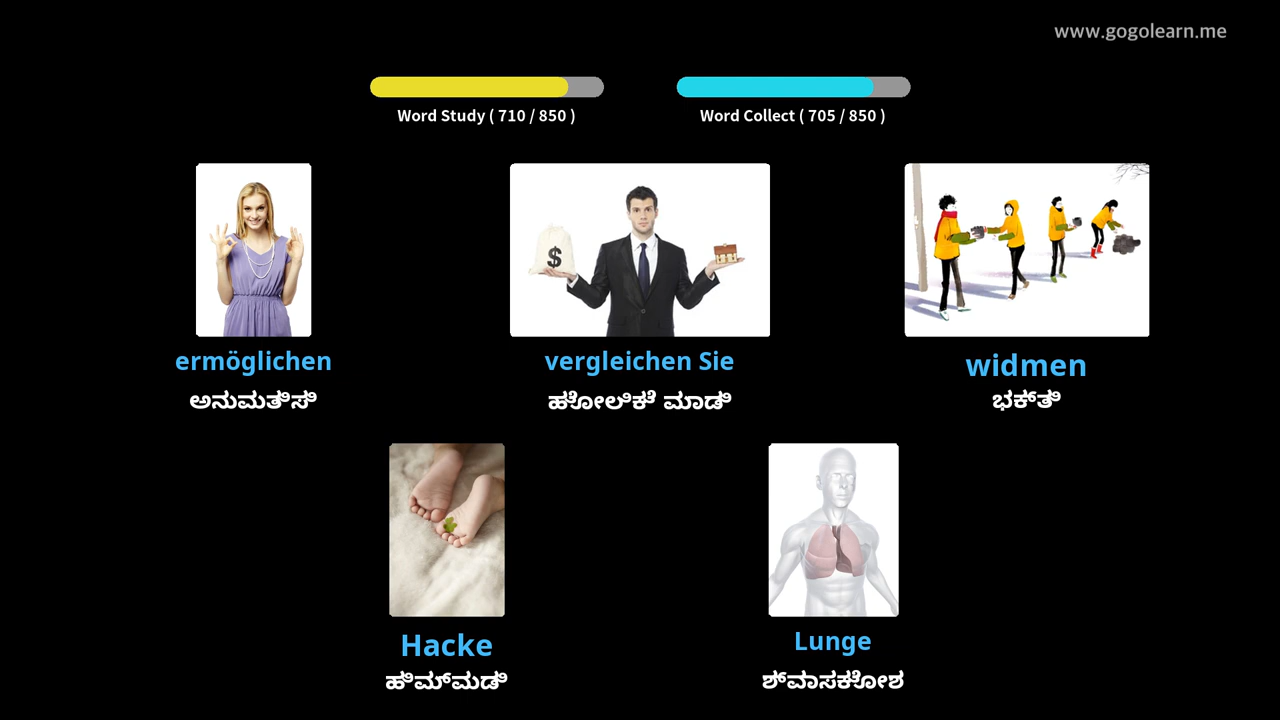 www.gogolearn.me
Word Study ( 710 / 850 )
Word Collect ( 705 / 850 )
ermöglichen
ಅನುಮತಿಸಿ
vergleichen Sie
ಹೋಲಿಕೆ ಮಾಡಿ
widmen
ಭಕ್ತಿ
Hacke
ಹಿಮ್ಮಡಿ
Lunge
ಶ್ವಾಸಕೋಶ